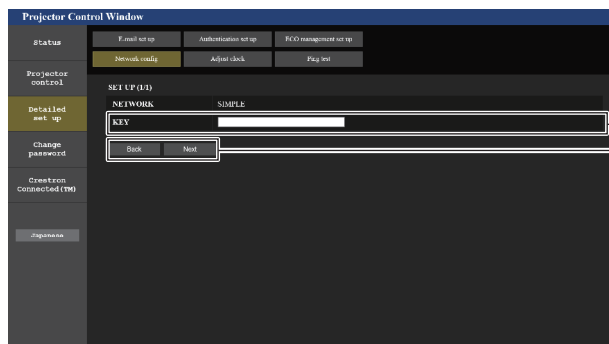 Projector Control Window
Status
E-mail set up
Authentication set up
ECO management set up
Network config
Adjust clock
Ping test
Projector
control
SET UP (1/1)
Detailed
set up
NETWORK
SIMPLE
KEY
Change
password
Back
Next
Crestron
Connected(TM)
Japanese